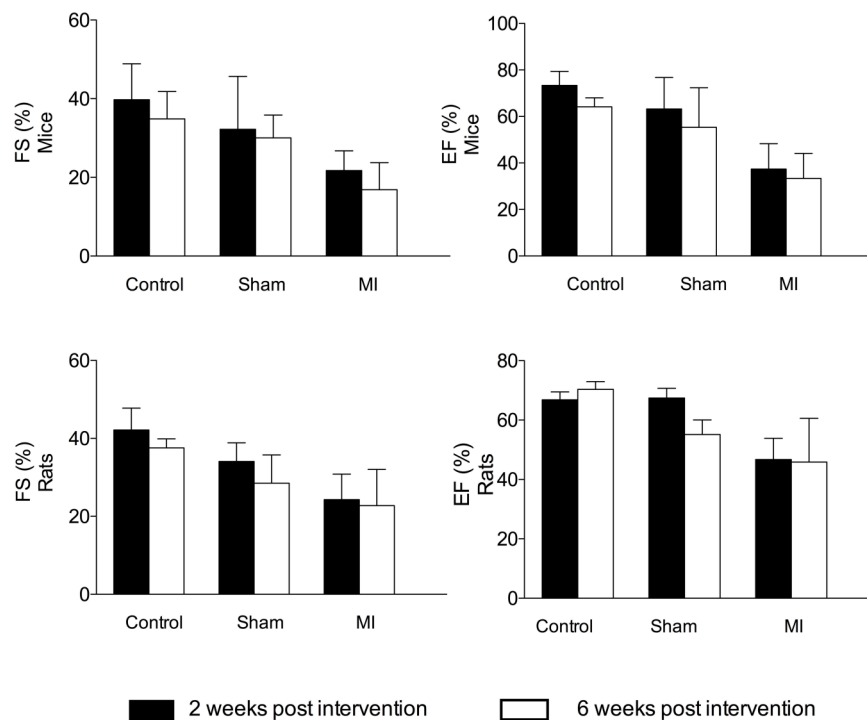 60
40
20
0
FS (%)
Mice
Control Sham MI
100
80
60
40
20
0
EF (%)
Mice
Control Sham MI
60
40
20
0
FS (%)
Rats
Control Sham MI
80
60
40
20
0
EF (%)
Rats
Control Sham MI
2 weeks post intervention 6 weeks post intervention